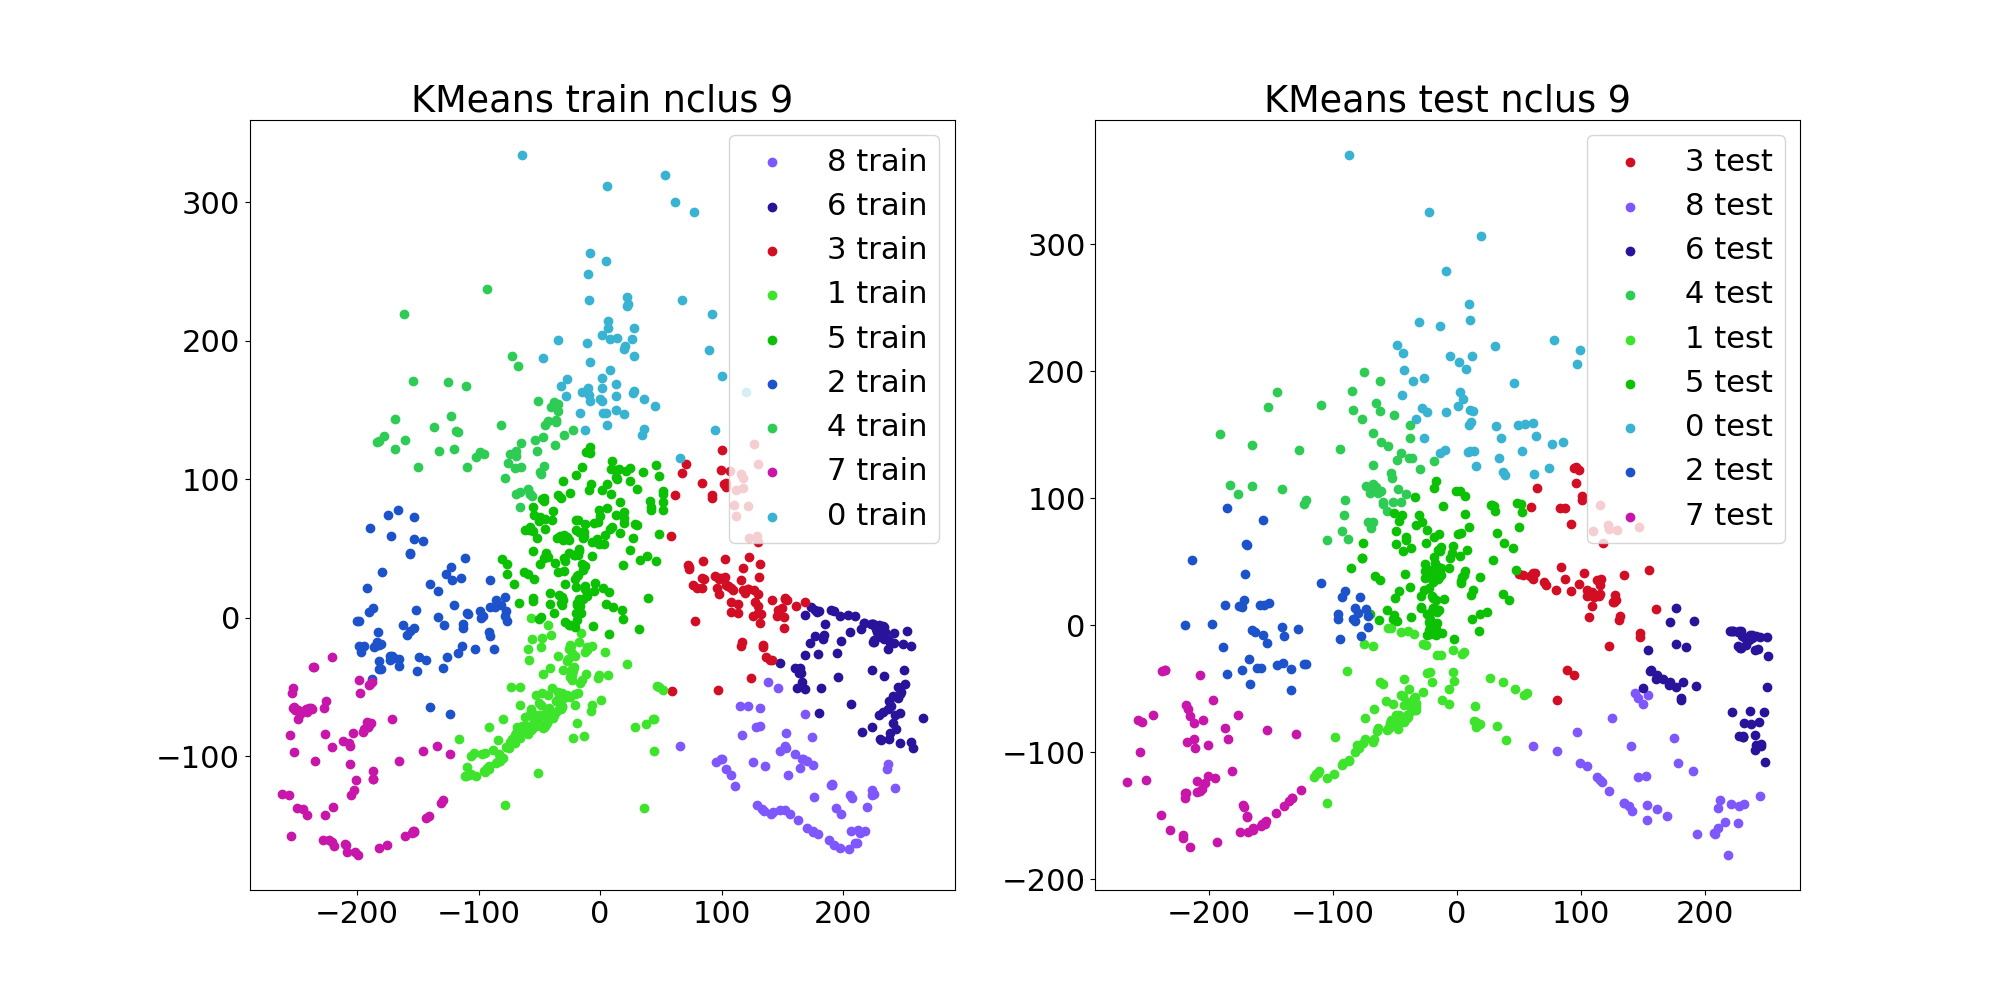 KMeans train nclus 9
300
200
100
0
−100
−200
−100
0
100
200
8 train
6 train
3 train
1 train
5 train
2 train
4 train
7 train
0 train
KMeans test nclus 9
300
200
100
0
−100
−200
−200
−100
0
100
200
3 test
8 test
6 test
4 test
1 test
5 test
0 test
2 test
7 test